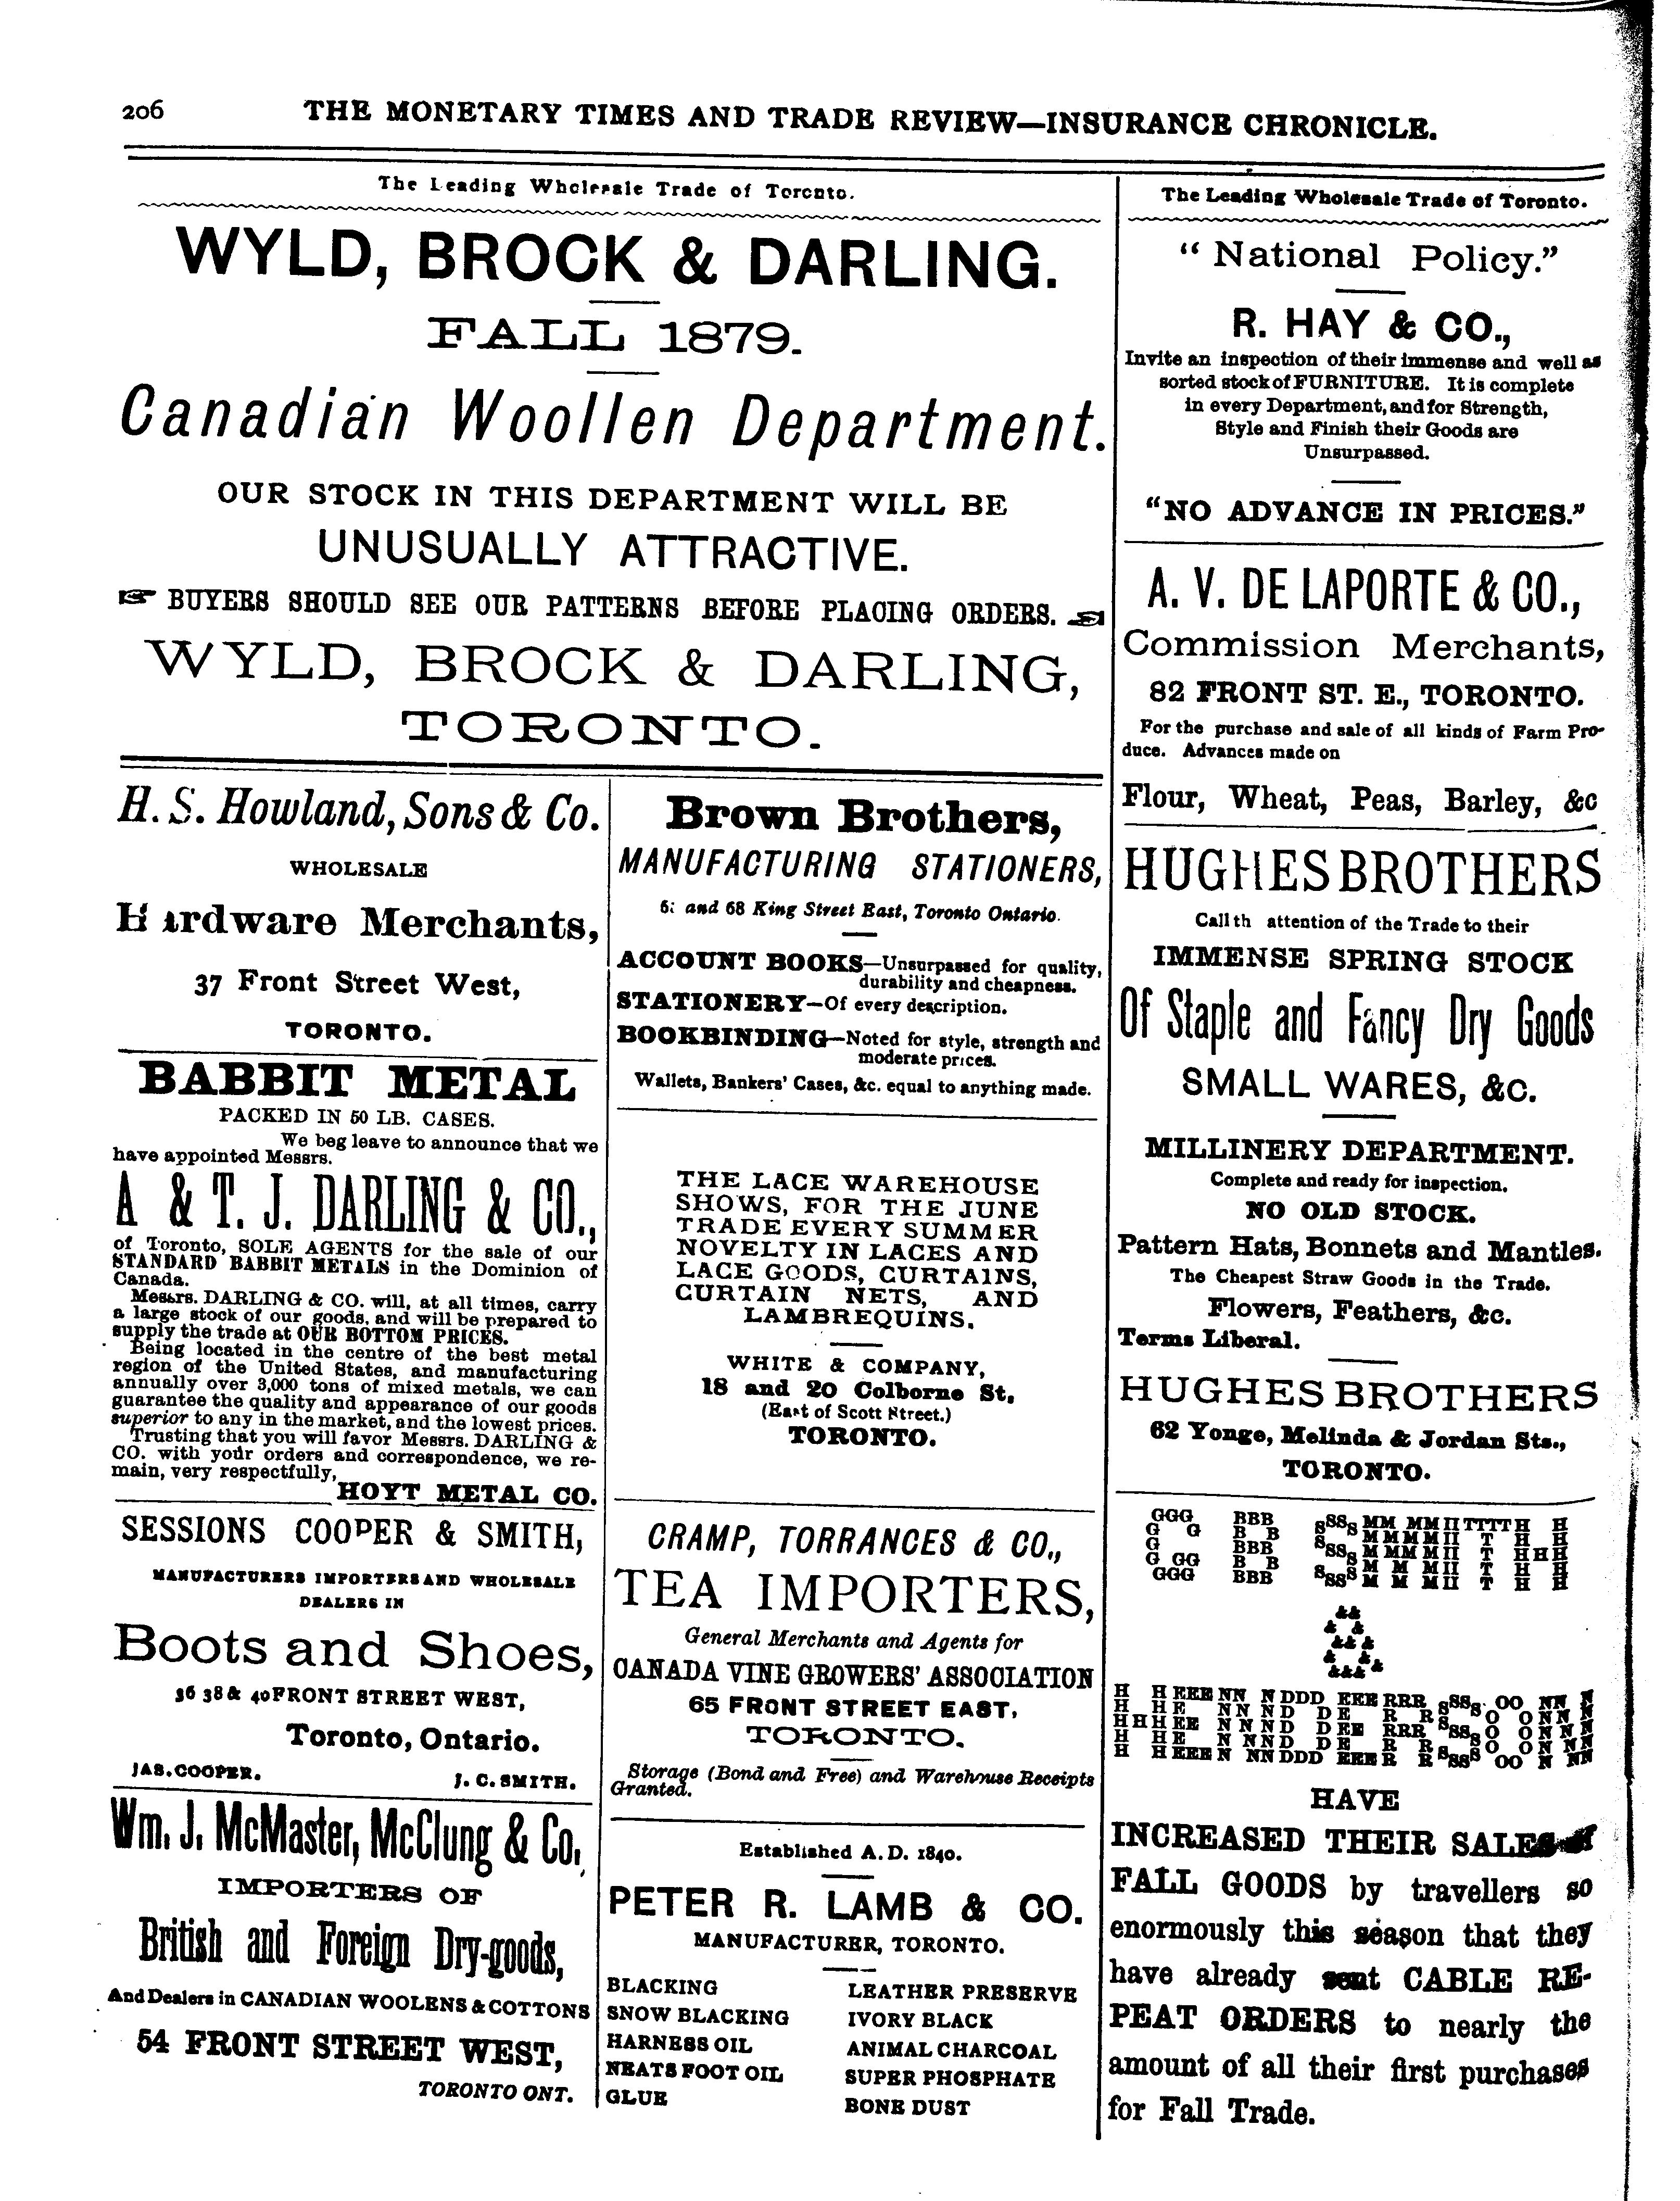 206 THE MONETARY TIMES AND TRADE REVIEW—INSURANCE CHRONICLE.
The Leading Wholesale Trade of Toronto.
WYLD, BROCK & DARLING.
FALL 1879.
Canadian Woollen Department.
OUR STOCK IN THIS DEPARTMENT WILL BE
UNUSUALLY ATTRACTIVE.
BUYERS SHOULD SEE OUR PATTERNS BEFORE PLACING ORDERS.
WYLD, BROCK & DARLING,
TORONTO.
H. S. Howland, Sons & Co.
WHOLESALE
Hardware Merchants,
37 Front Street West,
TORONTO.
BABBIT METAL
PACKED IN 50 LB. CASES.
We beg leave to announce that we
have appointed Messrs.
A & T. J. DARLING & CO.,
of Toronto, SOLE AGENTS for the sale of our
STANDARD BABBIT METALS in the Dominion of
Canada.
Messrs. DARLING & CO. will, at all times, carry
a large stock of our goods, and will be prepared to
supply the trade at OUR BOTTOM PRICES.
Being located in the centre of the best metal
region of the United States, and manufacturing
annually over 3,000 tons of mixed metals, we can
guarantee the quality and appearance of our goods
superior to any in the market, and the lowest prices.
Trusting that you will favor Messrs. DARLING &
CO. with your orders and correspondence, we re-
main, very respectfully,
HOYT METAL CO.
SESSIONS COOPER & SMITH,
MANUFACTURERS IMPORTERS AND WHOLESALE
DEALERS IN
Boots and Shoes,
36 38 & 40 FRONT STREET WEST,
Toronto, Ontario.
JAS. COOPER. J. C. SMITH.
Wm. J. McMaster, McClung & Co,
IMPORTERS OF
British and Foreign Dry-goods,
And Dealers in CANADIAN WOOLENS & COTTONS
54 FRONT STREET WEST,
TORONTO ONT.
Brown Brothers,
MANUFACTURING STATIONERS,
and 68 King Street East, Toronto Ontario.
ACCOUNT BOOKS—Unsurpassed for quality,
durability and cheapness.
STATIONERY—Of every description.
BOOKBINDING—Noted for style, strength and
moderate prices.
Wallets, Bankers' Cases, &c. equal to anything made.
THE LACE WAREHOUSE
SHOWS, FOR THE JUNE
TRADE EVERY SUMMER
NOVELTY IN LACES AND
LACE GOODS, CURTAINS,
CURTAIN NETS, AND
LAMBREQUINS.
WHITE & COMPANY,
18 and 20 Colborne St,
(East of Scott Street.)
TORONTO.
CRAMP, TORRANCES & CO.,
TEA IMPORTERS,
General Merchants and Agents for
CANADA VINE GROWERS' ASSOCIATION
65 FRONT STREET EAST,
TORONTO.
Storage (Bond and Free) and Warehouse Receipts
Granted.
Established A. D. 1840.
PETER R. LAMB & CO.
MANUFACTURER, TORONTO.
BLACKING LEATHER PRESERVE
SNOW BLACKING IVORY BLACK
HARNESS OIL ANIMAL CHARCOAL
NEATS FOOT OIL SUPER PHOSPHATE
GLUE BONE DUST
The Leading Wholesale Trade of Toronto.
"National Policy."
R. HAY & CO.,
Invite an inspection of their immense and well as
sorted stock of FURNITURE. It is complete
in every Department, and for Strength,
Style and Finish their Goods are
Unsurpassed.
"NO ADVANCE IN PRICES."
A. V. DE LAPORTE & CO.,
Commission Merchants,
82 FRONT ST. E., TORONTO.
For the purchase and sale of all kinds of Farm Pro-
duce. Advances made on
Flour, Wheat, Peas, Barley, &c
HUGHES BROTHERS
Call th attention of the Trade to their
IMMENSE SPRING STOCK
Of Staple and Fancy Dry Goods
SMALL WARES, &c.
MILLINERY DEPARTMENT.
Complete and ready for inspection.
NO OLD STOCK.
Pattern Hats, Bonnets and Mantles.
The Cheapest Straw Goods in the Trade.
Flowers, Feathers, &c.
Terms Liberal.
HUGHES BROTHERS
62 Yonge, Melinda & Jordan Sts.,
TORONTO.
G B SMITH
&
HENDERSON
HAVE
INCREASED THEIR SALES of
FALL GOODS by travellers so
enormously this season that they
have already sent CABLE RE-
PEAT ORDERS to nearly the
amount of all their first purchases
for Fall Trade.